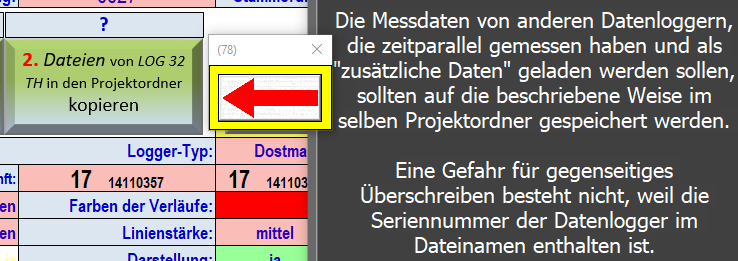 ?
2. Dateien von LOG 32
TH in den Projektordner
kopieren
(78)
Logger-Typ: Dostma
nft: 17 14110357 17 141103
en Farben der Verläufe:
en Linienstärke: mittel
Darstellung: ja
Die Messdaten von anderen Datenloggern,
die zeitparallel gemessen haben und als
"zusätzliche Daten" geladen werden sollen,
sollten auf die beschriebene Weise im
selben Projektordner gespeichert werden.
Eine Gefahr für gegenseitiges
Überschreiben besteht nicht, weil die
Seriennummer der Datenlogger im
Dateinamen enthalten ist.